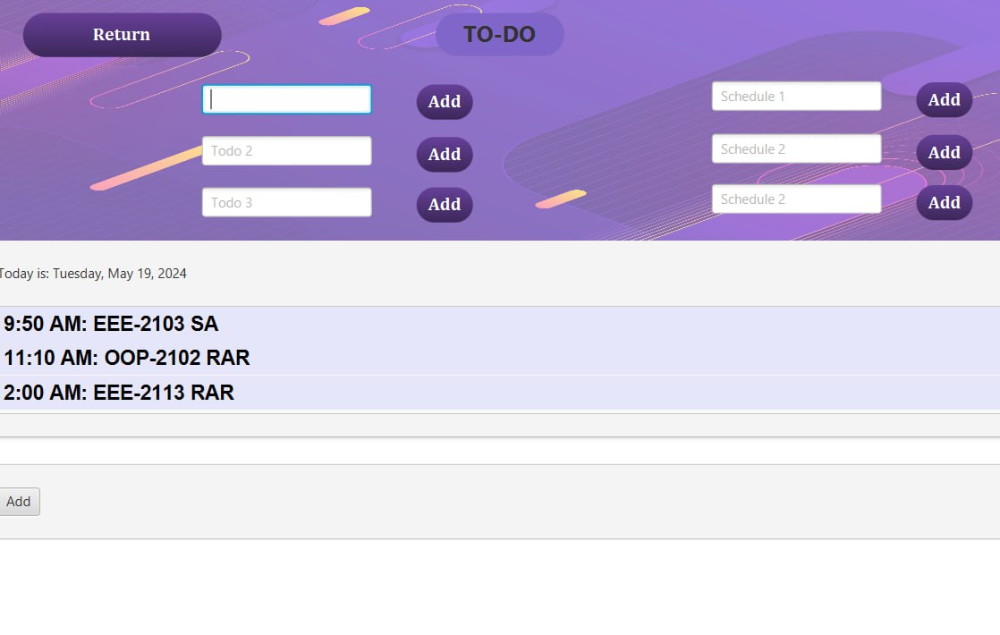 Return
TO-DO
Add
Schedule 1
Add
Todo 2
Add
Schedule 2
Add
Todo 3
Add
Schedule 2
Add
Today is: Tuesday, May 19, 2024
9:50 AM: EEE-2103 SA
11:10 AM: OOP-2102 RAR
2:00 AM: EEE-2113 RAR
Add